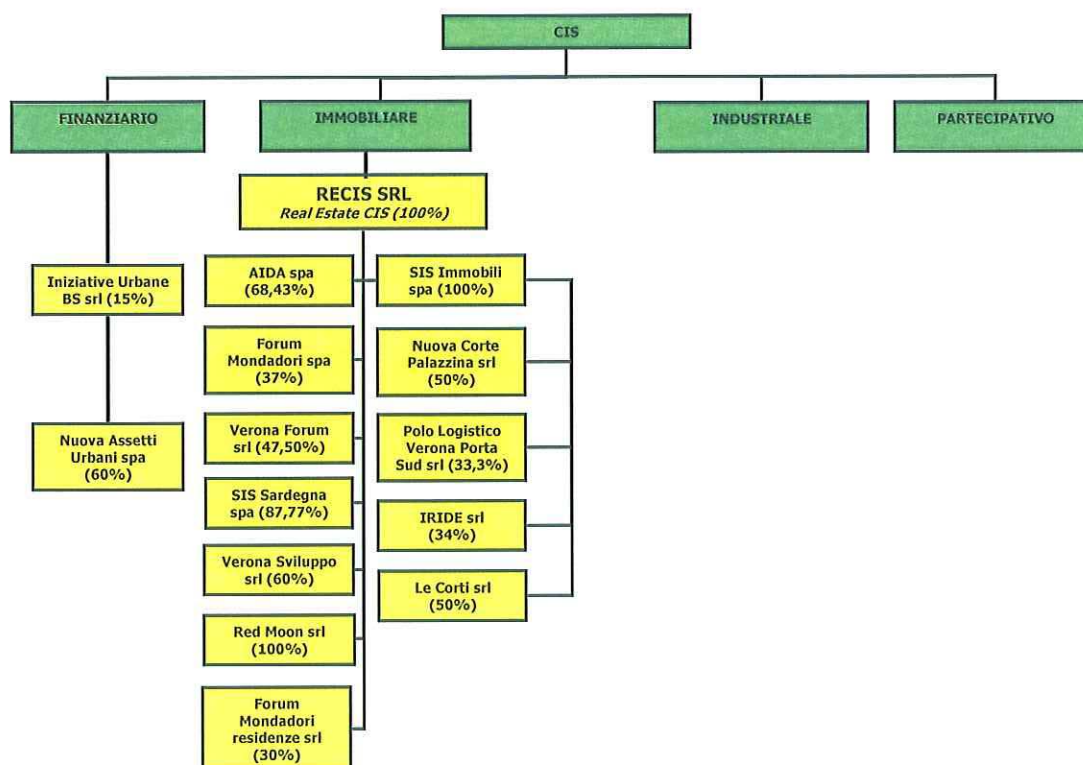 CIS
FINANZIARIO
IMMOBILIARE
INDUSTRIALE
PARTECIPATIVO
RECIS SRL
Real Estate CIS (100%)
Iniziative Urbane
BS srl (15%)
Nuova Assetti
Urbani spa
(60%)
AIDA spa
(68,43%)
Forum
Mondadori spa
(37%)
Verona Forum
srl (47,50%)
SIS Sardegna
spa (87,77%)
Verona Sviluppo
srl (60%)
Red Moon srl
(100%)
Forum
Mondadori
residenze srl
(30%)
SIS Immobili
spa (100%)
Nuova Corte
Palazzina srl
(50%)
Polo Logistico
Verona Porta
Sud srl (33,3%)
IRIDE srl
(34%)
Le Corti srl
(50%)